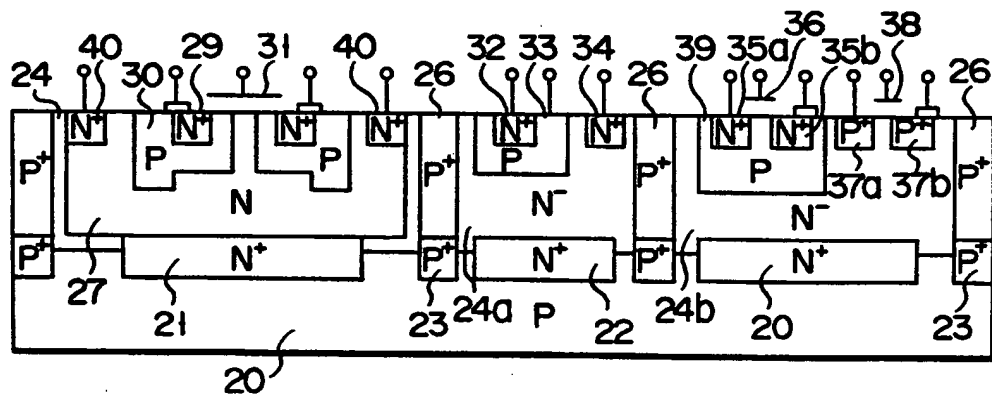 40 29 31 40 32 33 34 36 38
24 30 26 26 39 35a 35b 26
N+ N+ N+ N+ N+ N+ N+ N+ P+ P+
P+ P P P+ P P+ P 37a 37b P+
N N- N-
P+ N+ P+ N+ P+ N+ P+
27 21 23 24a P 22 24b 20 23
20